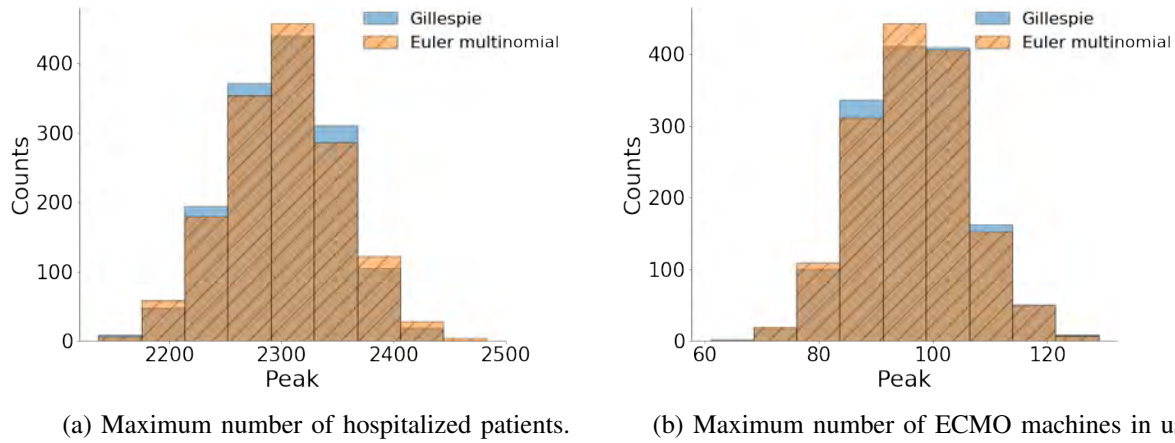 Gillespie
Euler multinomial
400
300
200
100
0
Counts
2200
2300
2400
2500
Peak
(a) Maximum number of hospitalized patients.
Gillespie
Euler multinomial
400
300
200
100
0
Counts
60
80
100
120
Peak
(b) Maximum number of ECMO machines in u